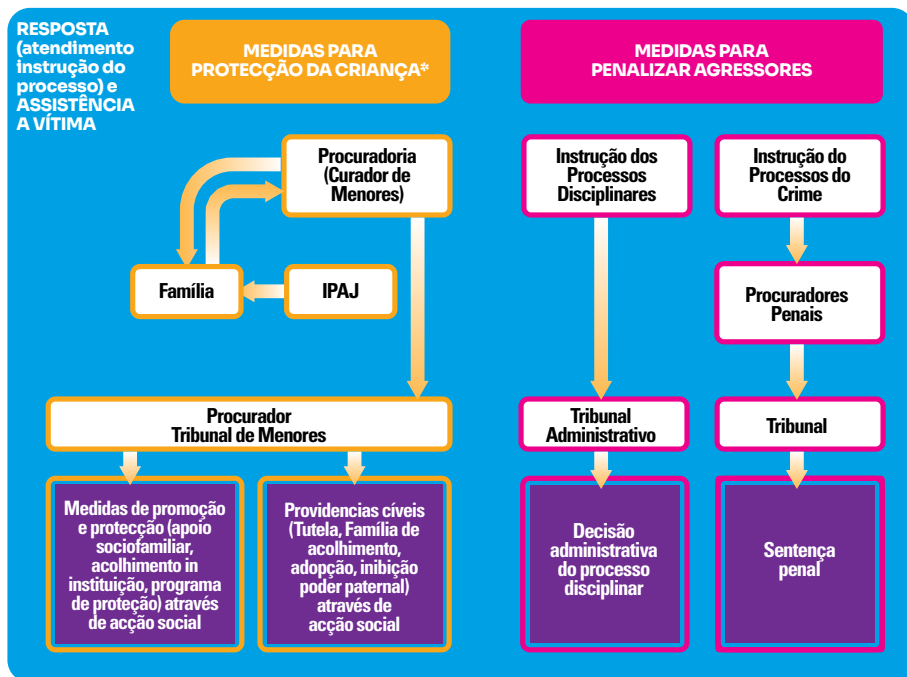 RESPOSTA
(atendimento
instrução do
processo) e
ASSISTÊNCIA
A VÍTIMA
MEDIDAS PARA
PROTECÇÃO DA CRIANÇA*
MEDIDAS PARA
PENALIZAR AGRESSORES
Procuradoria
(Curador de
Menores)
Instrução dos
Processos
Disciplinares
Instrução do
Processos do
Crime
Família
IPAJ
Procuradores
Penais
Procurador
Tribunal de Menores
Tribunal
Administrativo
Tribunal
Medidas de promoção
e protecção (apoio
sociofamiliar,
acolhimento in
instituição, programa
de proteção) através
de acção social
Providencias cíveis
(Tutela, Família de
acolhimento,
adopção, inibição
poder paternal)
através de
acção social
Decisão
administrativa
do processo
disciplinar
Sentença
penal